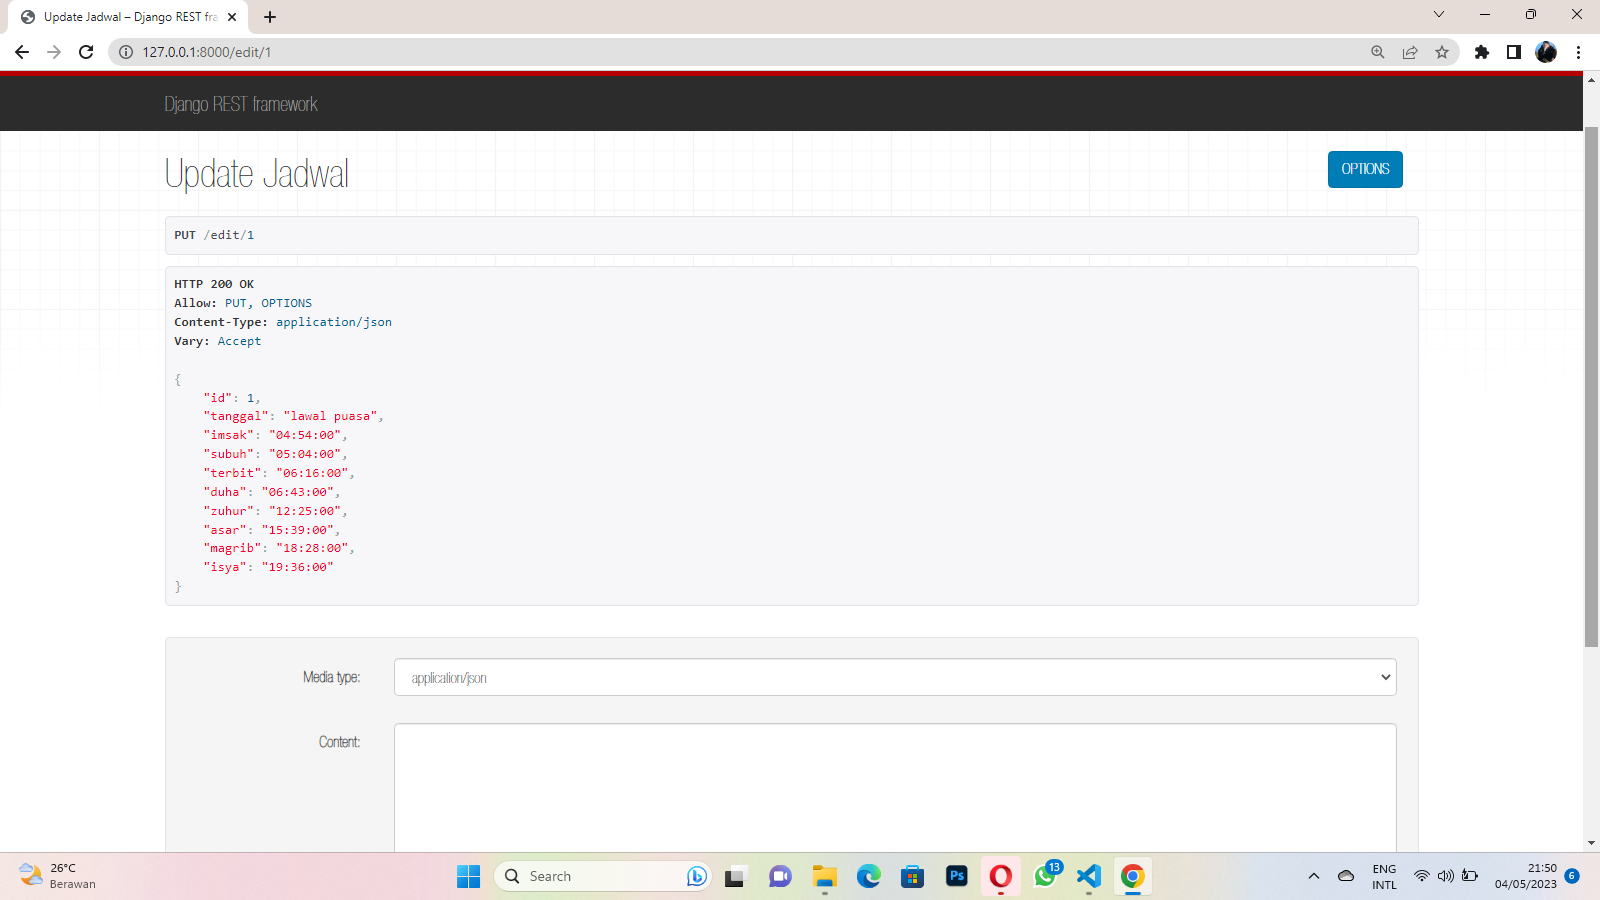 Update Jadwal – Django REST fra
127.0.0.1:8000/edit/1
Django REST framework
Update Jadwal
OPTIONS
PUT /edit/1
HTTP 200 OK
Allow: PUT, OPTIONS
Content-Type: application/json
Vary: Accept
{
"id": 1,
"tanggal": "lawal puasa",
"imsak": "04:54:00",
"subuh": "05:04:00",
"terbit": "06:16:00",
"duha": "06:43:00",
"zuhur": "12:25:00",
"asar": "15:39:00",
"magrib": "18:28:00",
"isya": "19:36:00"
}
Media type:
application/json
Content:
26°C
Berawan
Search
Ps
13
ENG
INTL
21:50
04/05/2023
6